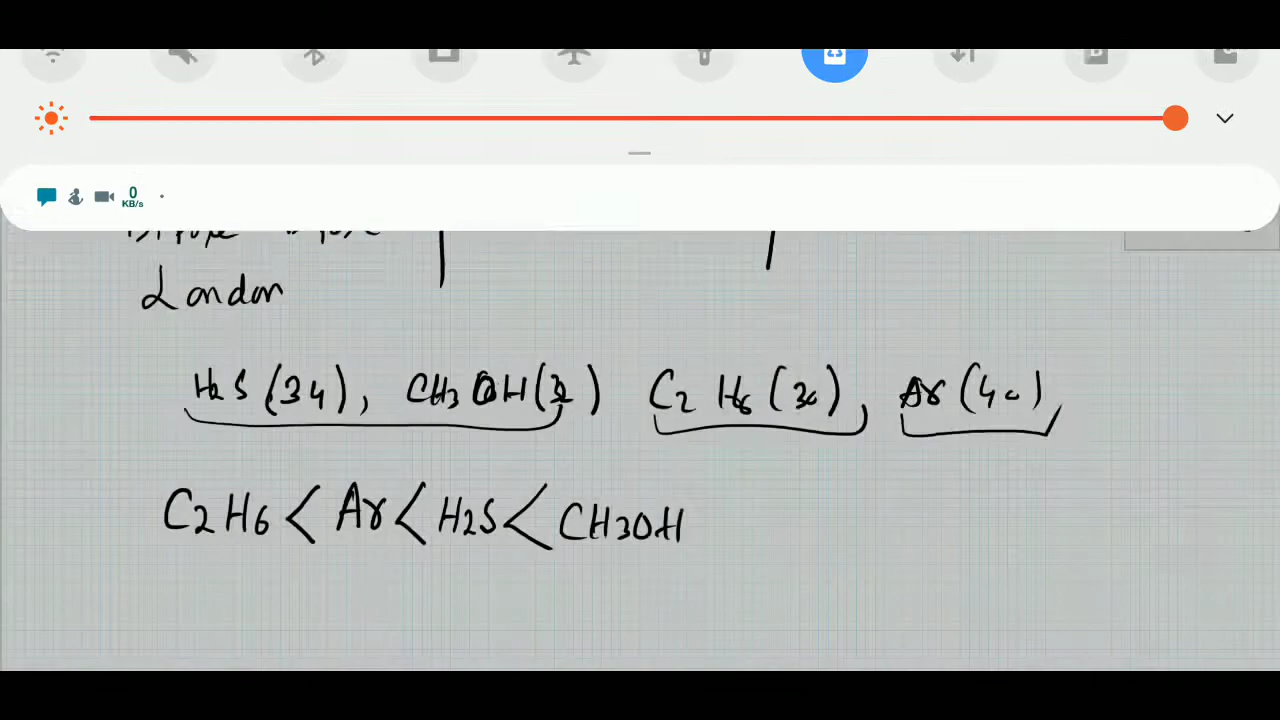 0
KB/s
London
H2S (34), CH3OH (32) C2H6 (30), Ar (40)
C2H6 < Ar < H2S < CH3OH